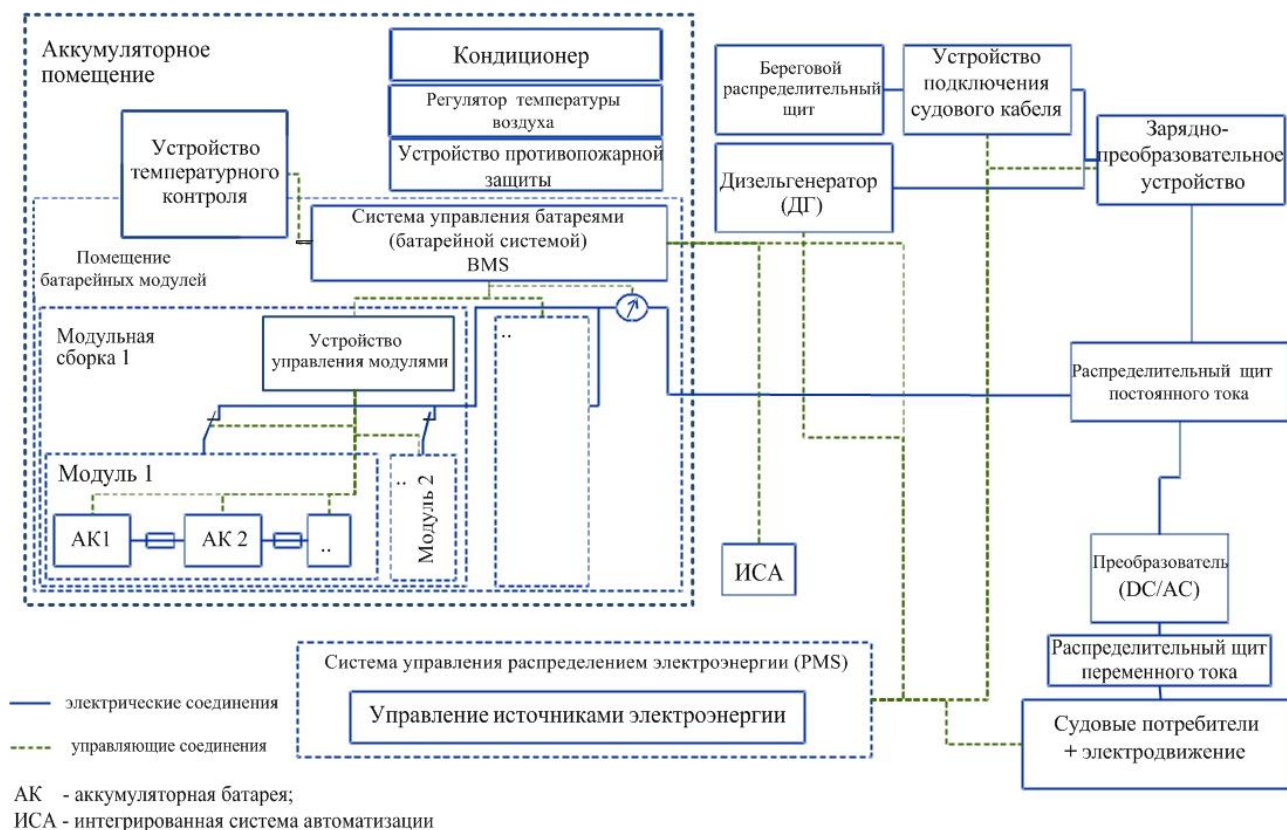 Аккумуляторное
помещение
Кондиционер
Регулятор температуры
воздуха
Устройство противопожарной
защиты
Устройство
температурного
контроля
Система управления батареями
(батарейной системой)
BMS
Помещение
батарейных модулей
Модульная
сборка 1
Устройство
управления модулями
..
Модуль 1
АК1
АК 2
..
..
Модуль 2
Береговой
распределительный
щит
Устройство
подключения
судового кабеля
Зарядно-
преобразовательное
устройство
Дизельгенератор
(ДГ)
Распределительный щит
постоянного тока
ИСА
Преобразователь
(DC/AC)
Распределительный щит
переменного тока
Судовые потребители
+ электродвижение
Система управления распределением электроэнергии (PMS)
Управление источниками электроэнергии
электрические соединения
управляющие соединения
АК - аккумуляторная батарея;
ИСА - интегрированная система автоматизации